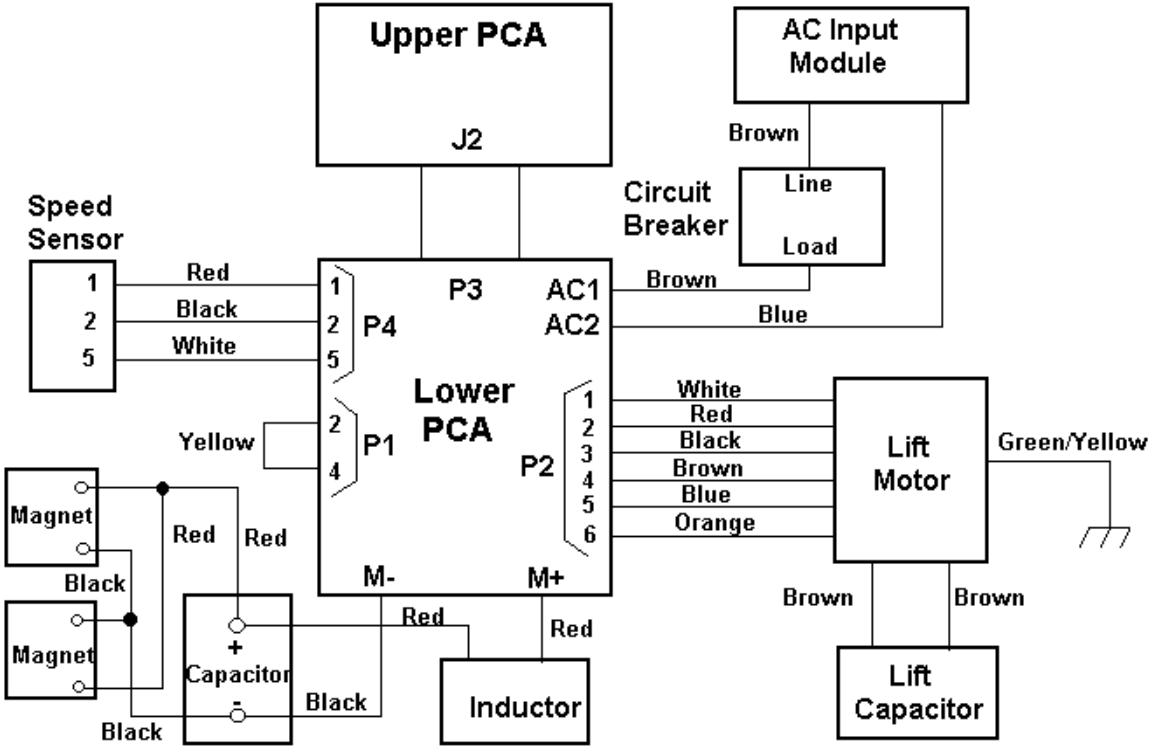 Upper PCA
J2
AC Input
Module
Brown
Circuit
Breaker
Line
Load
Speed
Sensor
1
2
5
Red
Black
White
1
2
5
P4
P3
AC1
AC2
Brown
Blue
Lower
PCA
Yellow
2
4
P1
P2
1
2
3
4
5
6
White
Red
Black
Brown
Blue
Orange
Lift
Motor
Green/Yellow
Magnet
Red
Red
Black
Magnet
Black
M-
M+
Red
Red
+
Capacitor
-
Black
Inductor
Brown
Brown
Lift
Capacitor